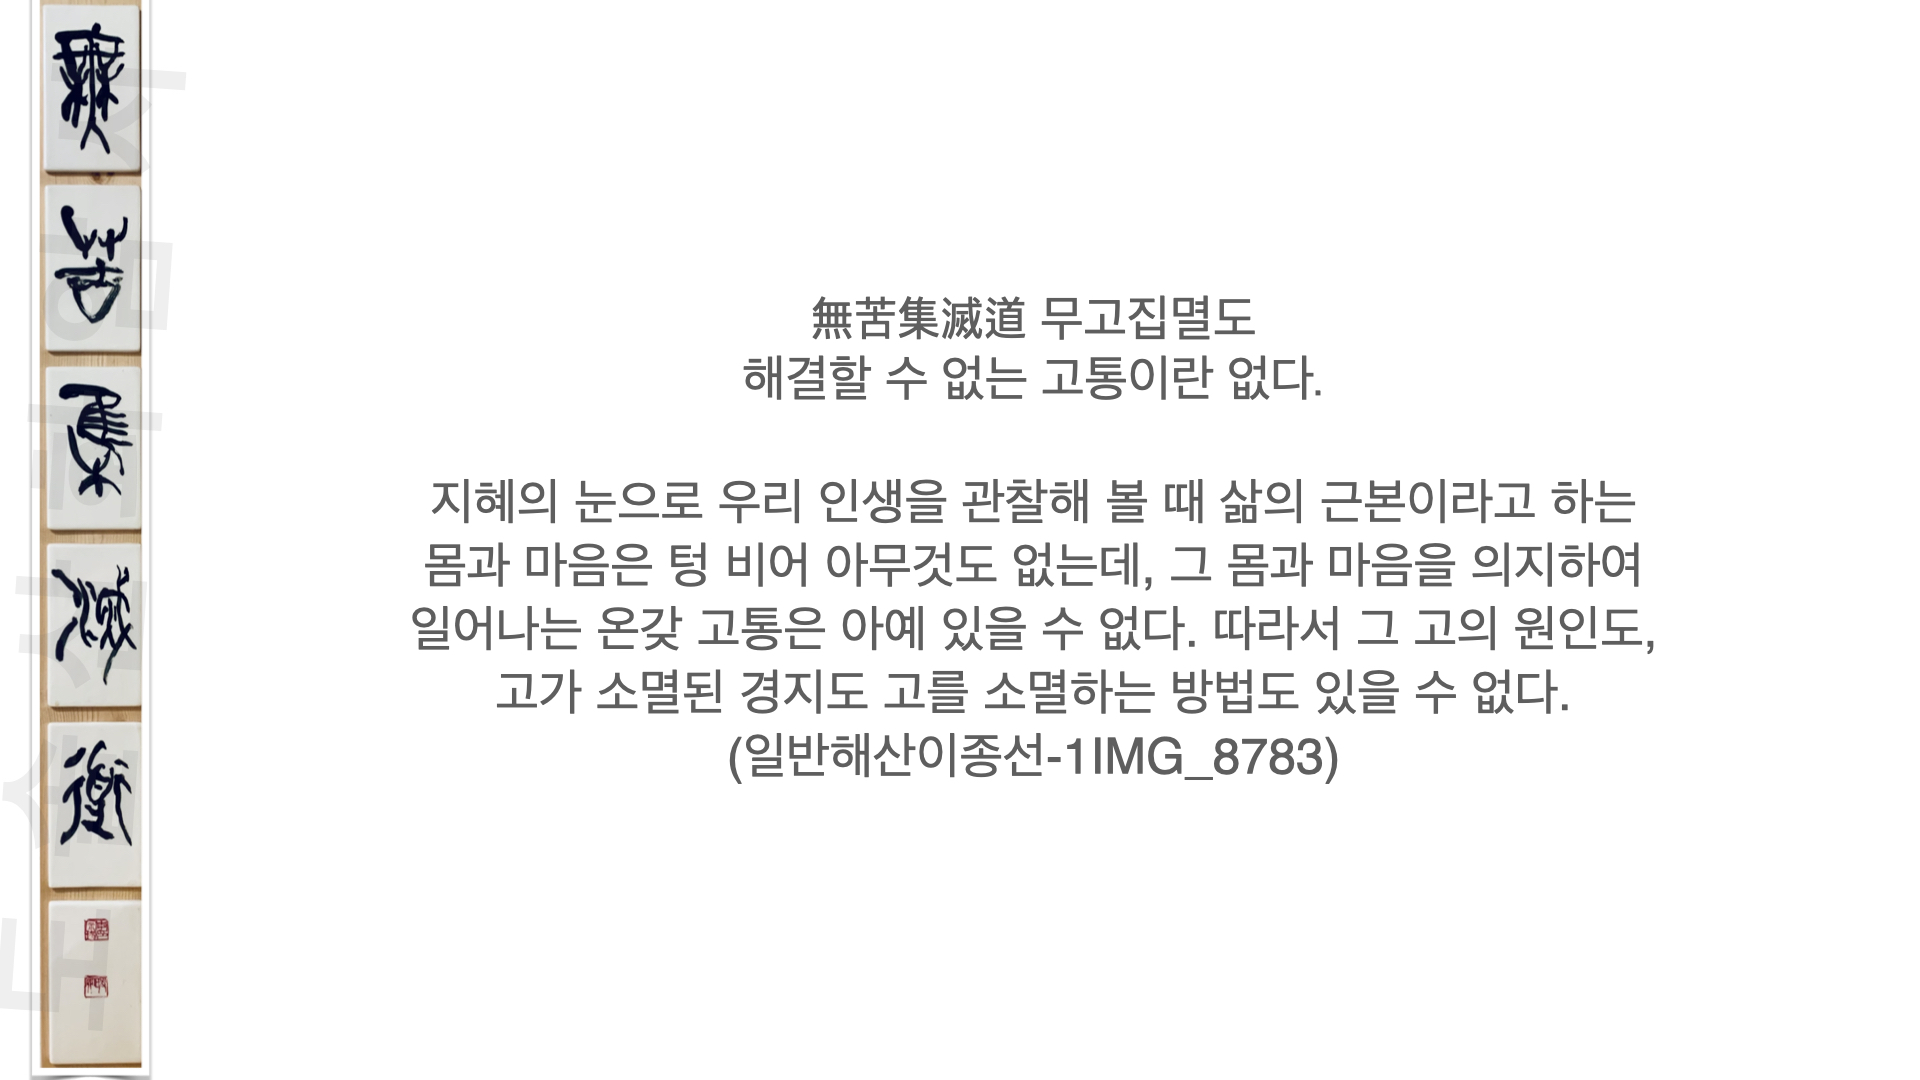 無
苦
集
滅
道
無苦集滅道 무고집멸도
해결할 수 없는 고통이란 없다.
지혜의 눈으로 우리 인생을 관찰해 볼 때 삶의 근본이라고 하는
몸과 마음은 텅 비어 아무것도 없는데, 그 몸과 마음을 의지하여
일어나는 온갖 고통은 아예 있을 수 없다. 따라서 그 고의 원인도,
고가 소멸된 경지도 고를 소멸하는 방법도 있을 수 없다.
(일반해산이종선-1IMG_8783)